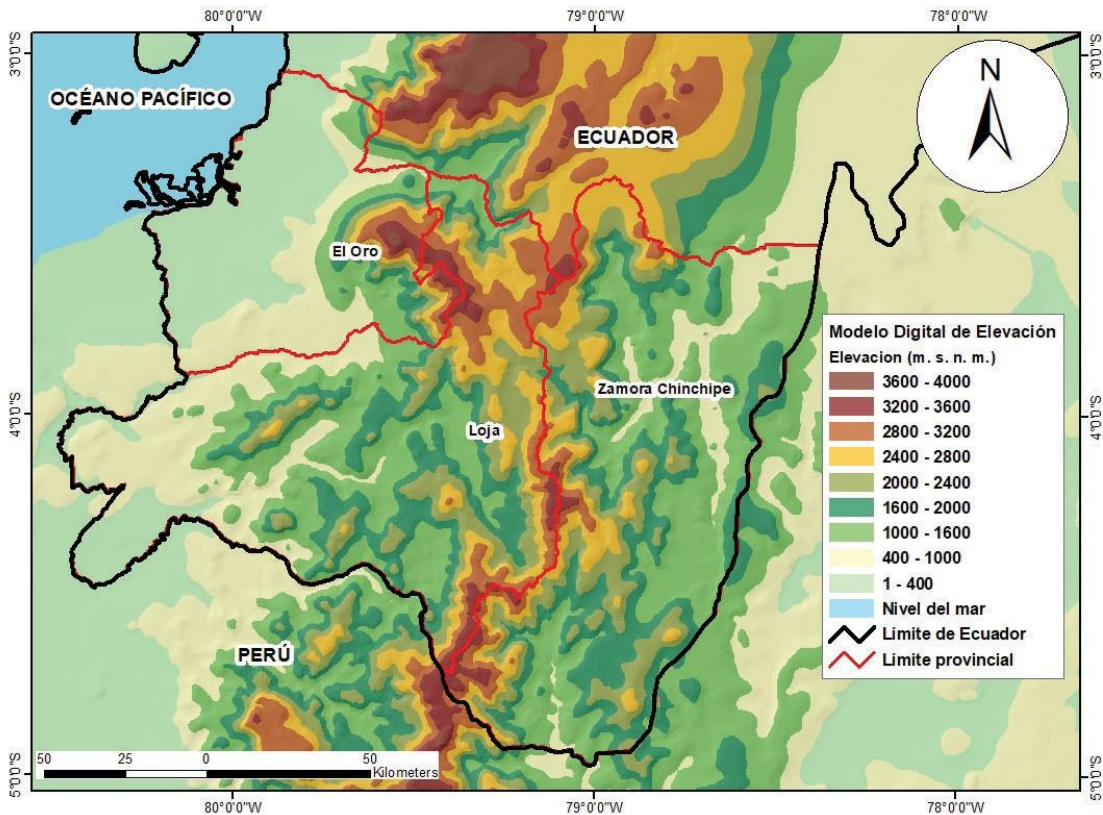 80°0'0"W
79°0'0"W
78°0'0"W
3°0'0"S
3°0'0"S
OCÉANO PACÍFICO
ECUADOR
N
El Oro
Zamora Chinchipe
Loja
4°0'0"S
4°0'0"S
PERÚ
Modelo Digital de Elevación
Elevacion (m. s. n. m.)
3600 - 4000
3200 - 3600
2800 - 3200
2400 - 2800
2000 - 2400
1600 - 2000
1000 - 1600
400 - 1000
1 - 400
Nivel del mar
Límite de Ecuador
Límite provincial
50 25 0 50
Kilometers
5°0'0"S
5°0'0"S
80°0'0"W
79°0'0"W
78°0'0"W